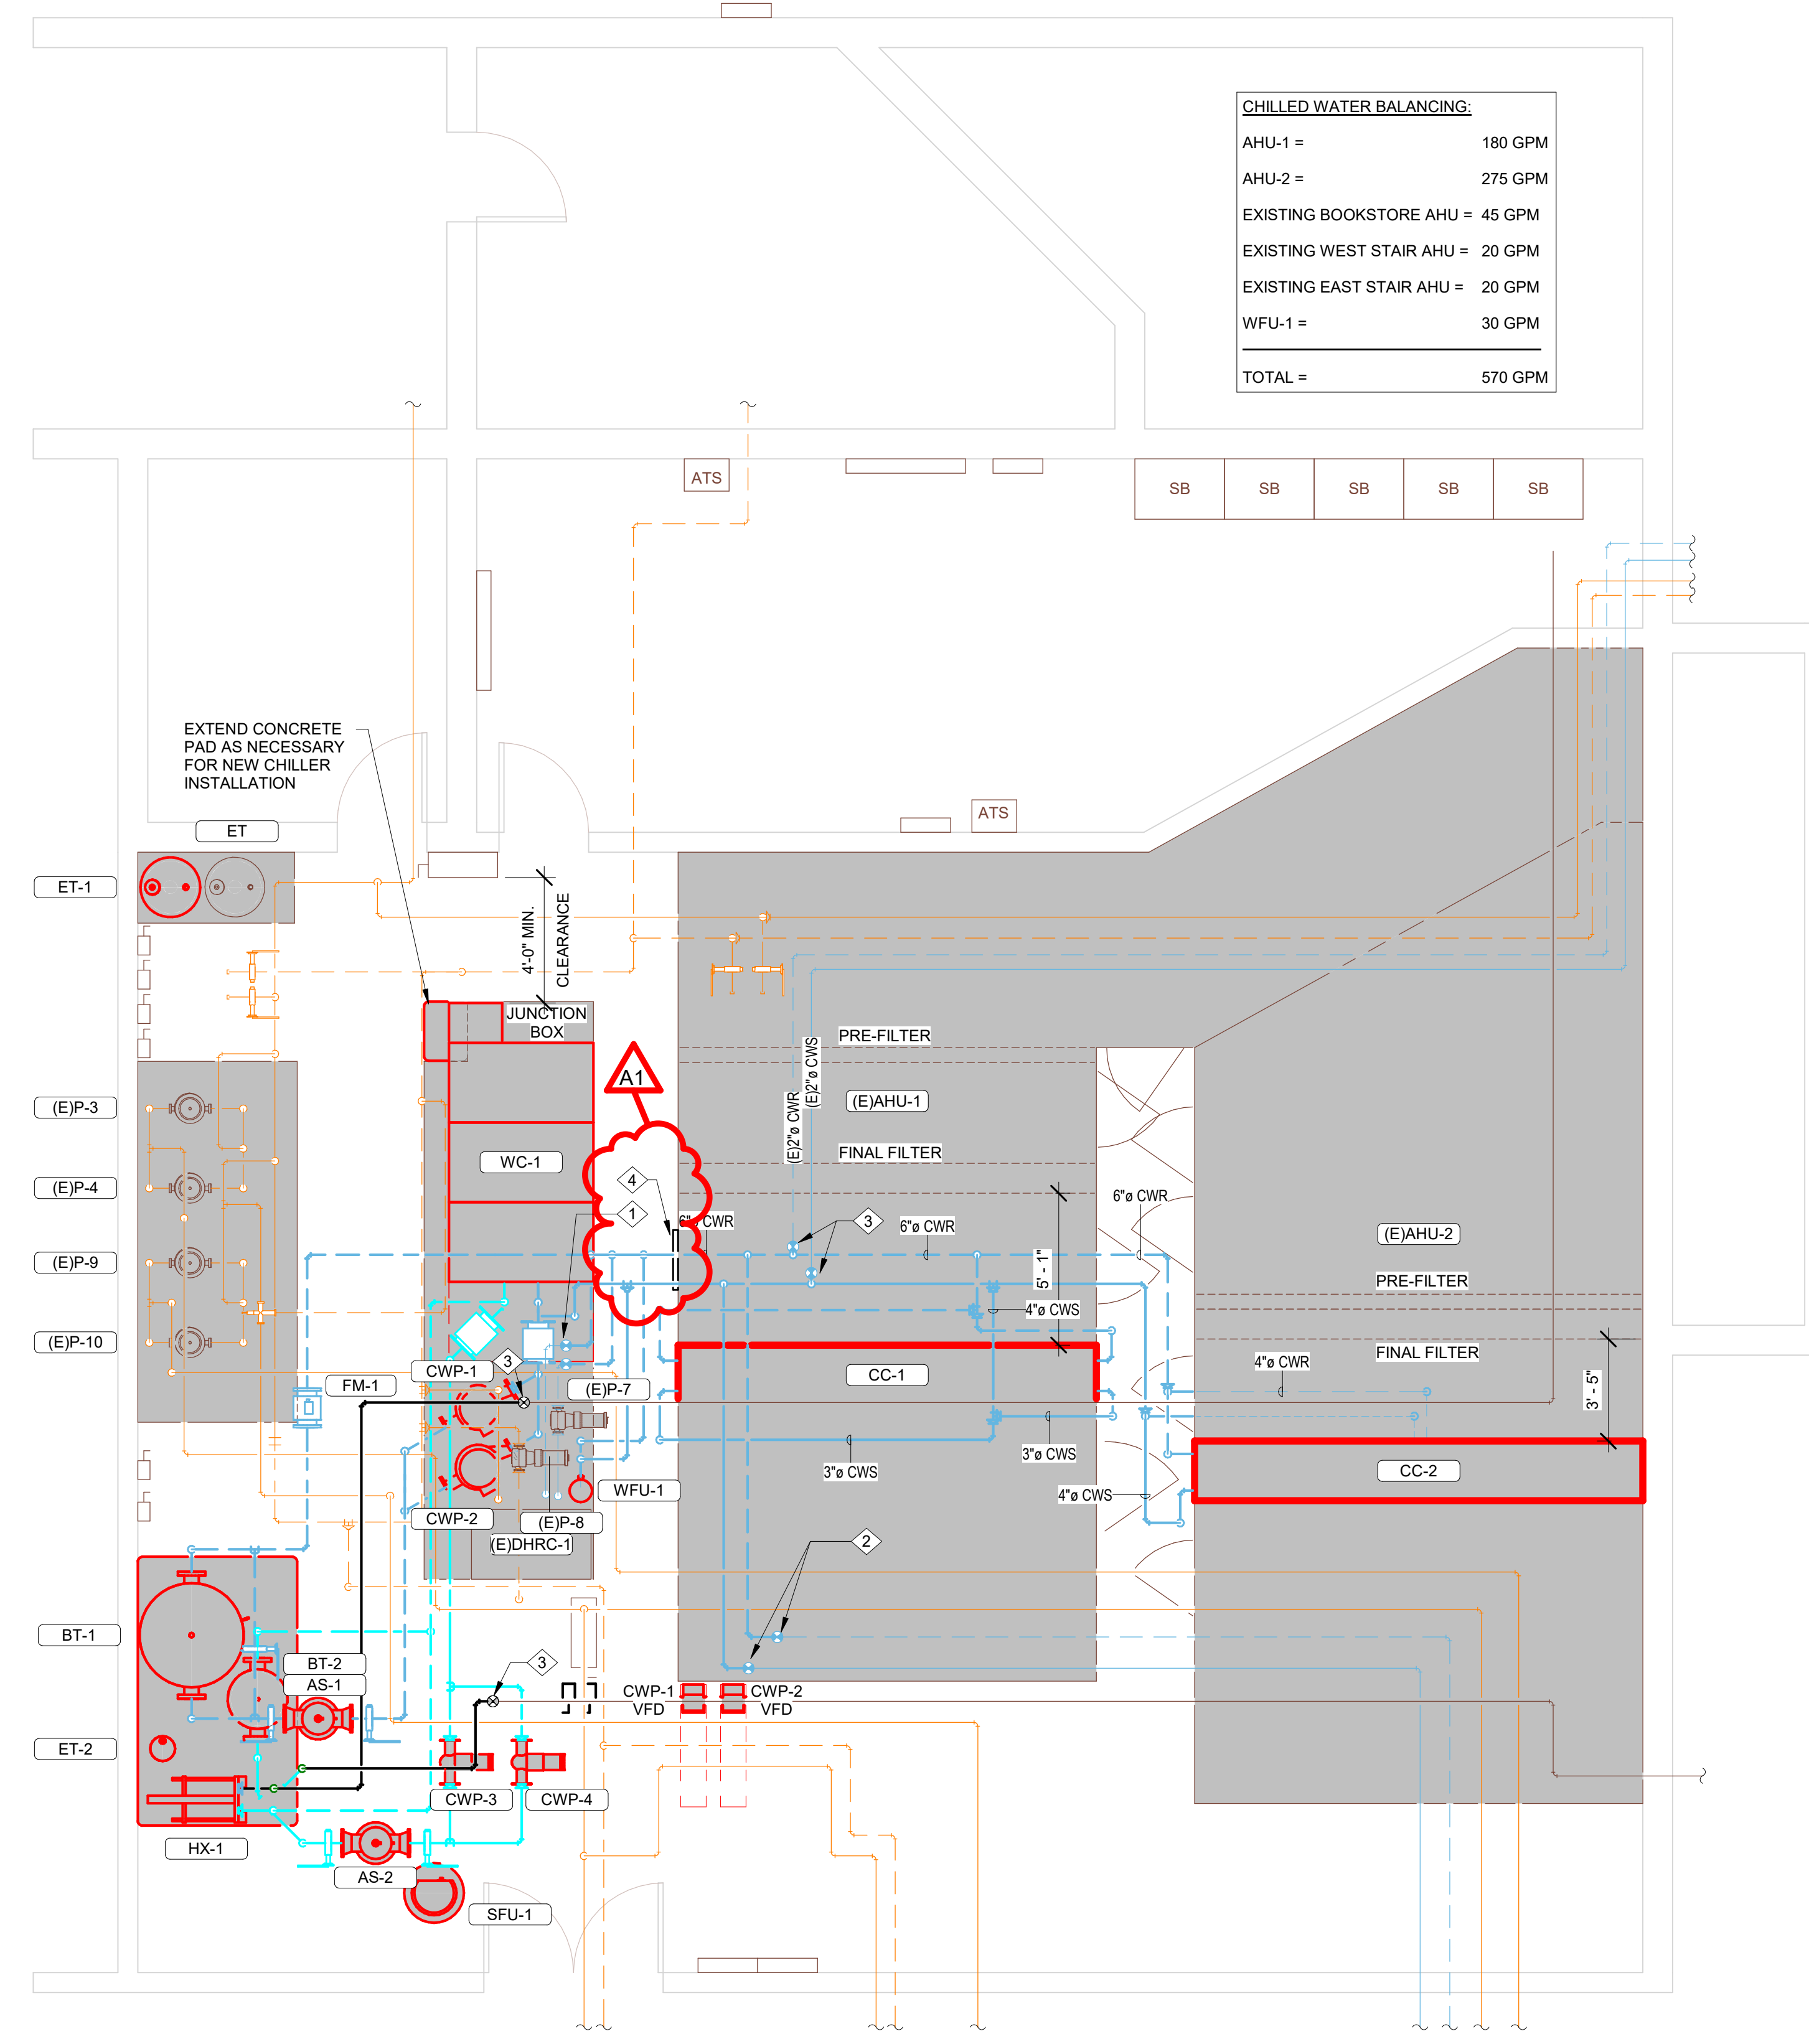 CHILLED WATER BALANCING:
AHU-1 = 180 GPM
AHU-2 = 275 GPM
EXISTING BOOKSTORE AHU = 45 GPM
EXISTING WEST STAIR AHU = 20 GPM
EXISTING EAST STAIR AHU = 20 GPM
WFU-1 = 30 GPM
TOTAL = 570 GPM
ATS
SB
SB
SB
SB
SB
EXTEND CONCRETE
PAD AS NECESSARY
FOR NEW CHILLER
INSTALLATION
ATS
ET
ET-1
4'-0" MIN.
CLEARANCE
JUNCTION
BOX
PRE-FILTER
A1
(E)2"ø CWR
(E)2"ø CWS
(E)AHU-1
(E)P-3
FINAL FILTER
WC-1
4
(E)P-4
6"ø CWR
1
6"ø CWR
3
6"ø CWR
(E)AHU-2
5' - 1"
(E)P-9
PRE-FILTER
4"ø CWS
(E)P-10
FINAL FILTER
CWP-1
3
4"ø CWR
CC-1
FM-1
(E)P-7
3' - 5"
3"ø CWS
3"ø CWS
CC-2
WFU-1
4"ø CWS
CWP-2
(E)P-8
(E)DHRC-1
2
BT-1
BT-2
AS-1
3
CWP-1
VFD
CWP-2
VFD
ET-2
CWP-3
CWP-4
HX-1
AS-2
SFU-1